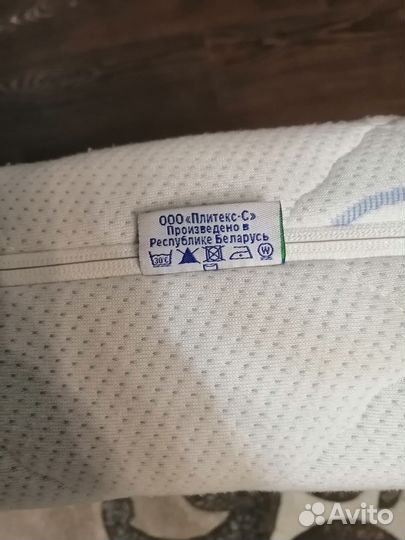 ООО «Плитекс-С»
Произведено в
Республике Беларусь
30°C
W
Avito